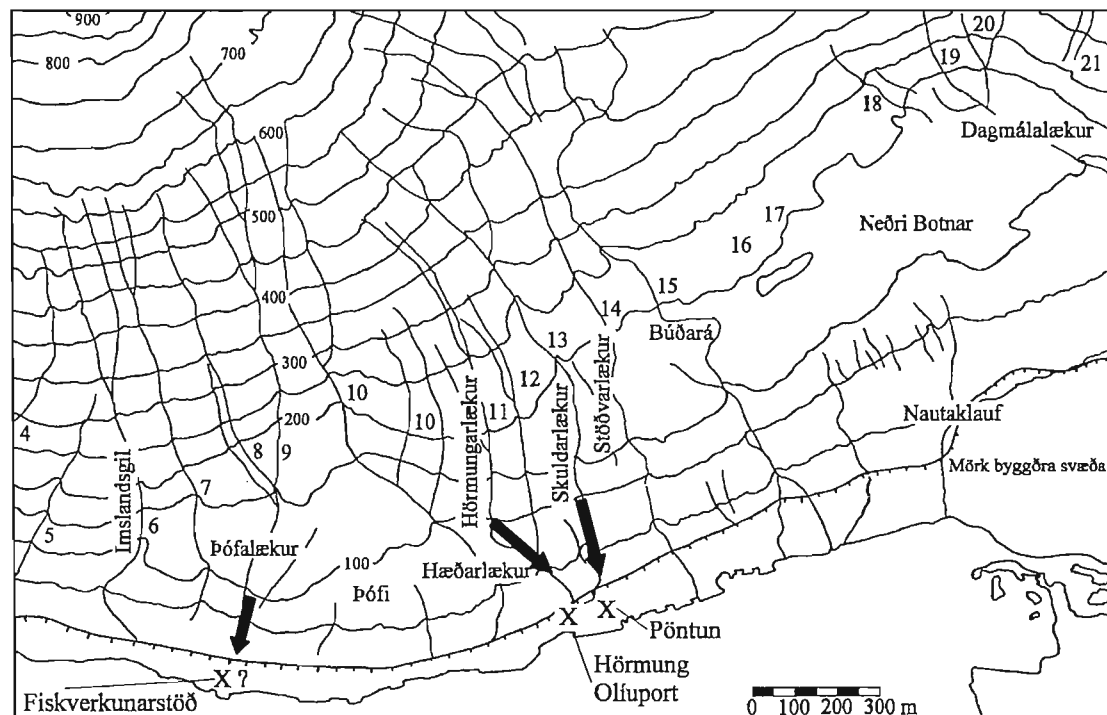 900
800
700
600
500
400
300
200
100
20
19
21
18
Dagmálalækur
17
16
Neðri Botnar
15
14
Búðará
13
12
11
10
10
9
8
7
6
5
4
Imslandsgil
Þófalækur
Þófi
Hörmungarlækur
Skuldarlækur
Stöðvarlækur
Hæðarlækur
Nautaklauf
Mörk byggðra svæða
X ?
Fiskverkunarstöð
X
X
Pöntun
Hörmung
Olíuport
0 100 200 300 m